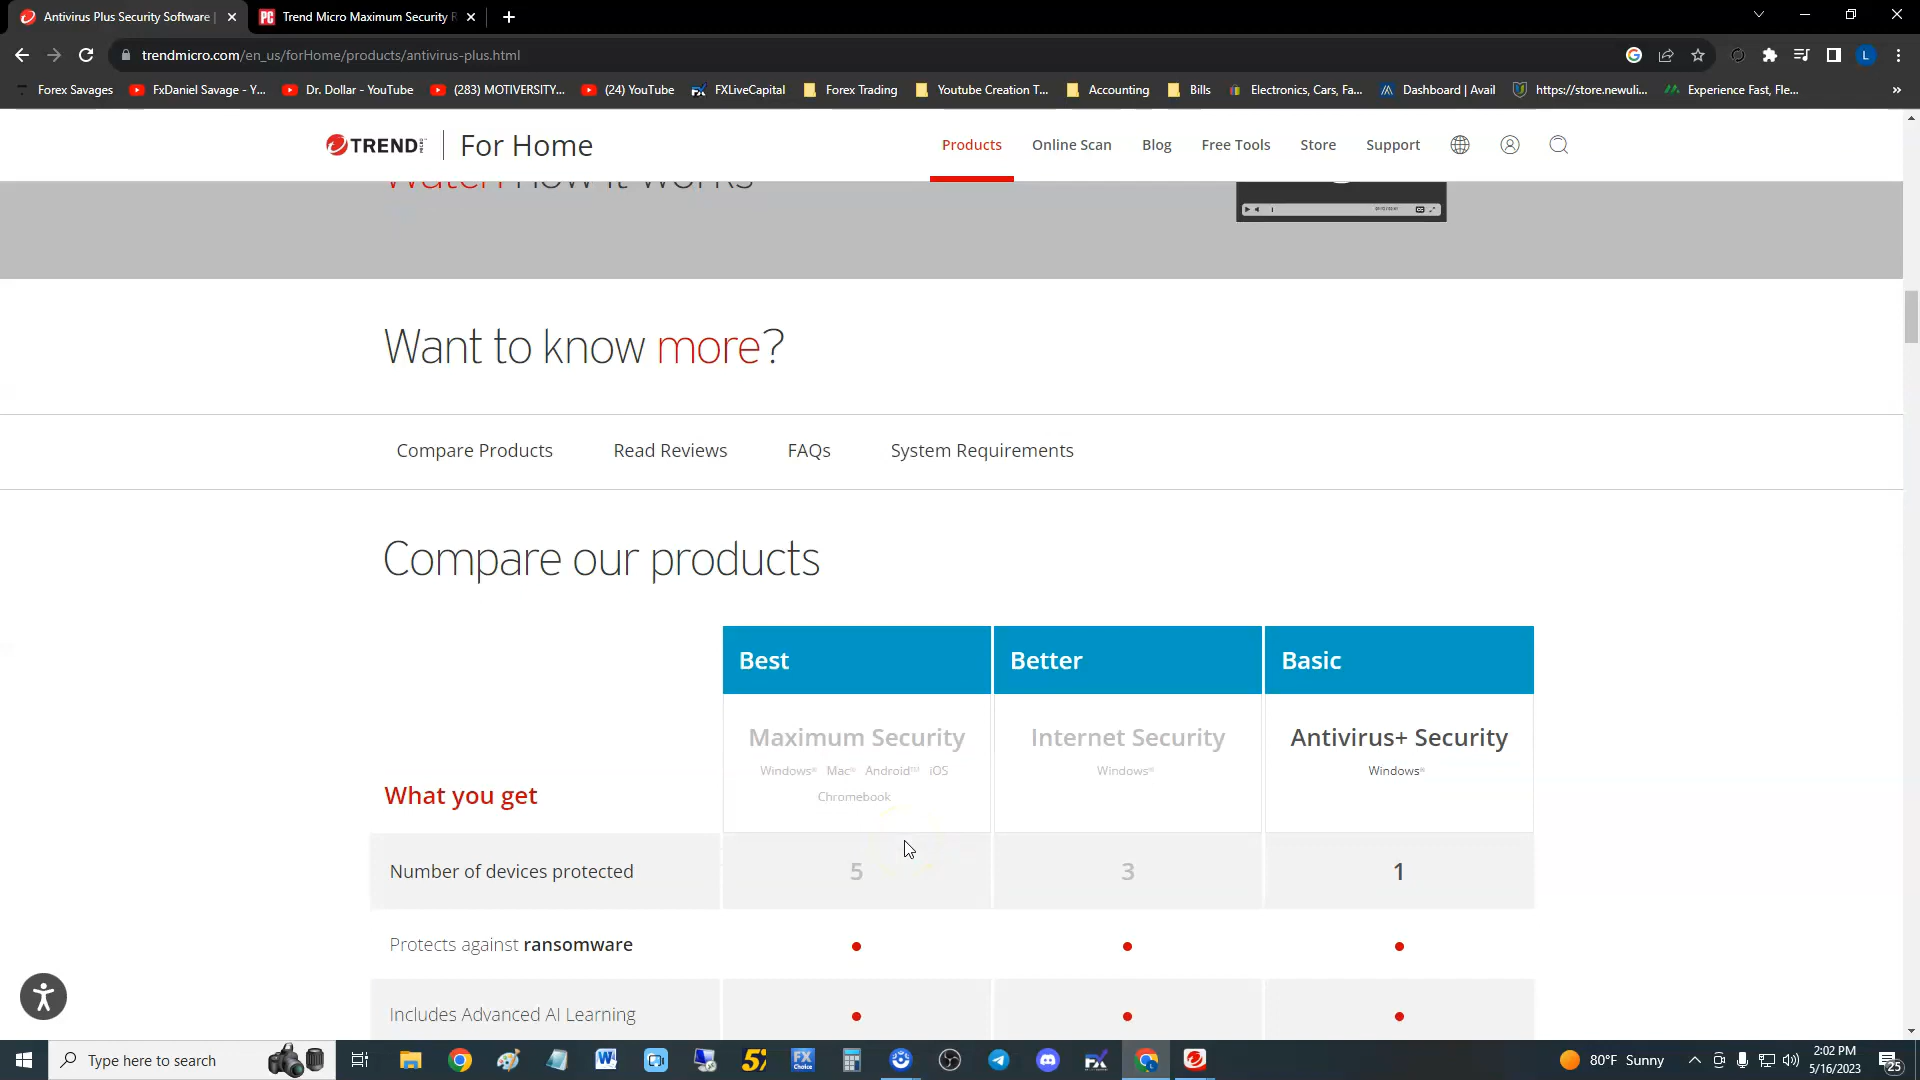 Antivirus Plus Security Software |
Trend Micro Maximum Security R
trendmicro.com/en_us/forHome/products/antivirus-plus.html
L
Forex Savages
FxDaniel Savage - Y...
Dr. Dollar - YouTube
(283) MOTIVERSITY...
(24) YouTube
FXLiveCapital
Forex Trading
Youtube Creation T...
Accounting
Bills
Electronics, Cars, Fa...
Dashboard | Avail
https://store.newuli...
Experience Fast, Fle...
»
TREND MICRO
For Home
Products
Online Scan
Blog
Free Tools
Store
Support
Watch how it works
Want to know more?
Compare Products
Read Reviews
FAQs
System Requirements
Compare our products
Best
Better
Basic
Maximum Security
Windows® Mac® Android™ iOS
Chromebook
Internet Security
Windows®
Antivirus+ Security
Windows®
What you get
Number of devices protected
5
3
1
Protects against ransomware
Includes Advanced AI Learning
Type here to search
80°F Sunny
2:02 PM
5/16/2023
25